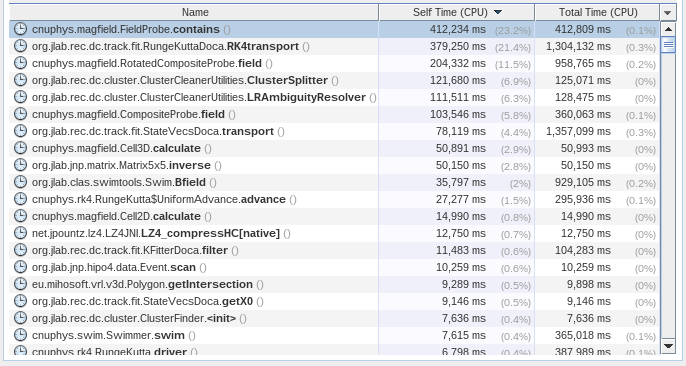 Name Self Time (CPU) Total Time (CPU)
cnuphys.magfield.FieldProbe.contains () 412,234 ms (23.2%) 412,809 ms (0.1%)
org.jlab.rec.dc.track.fit.RungeKuttaDoca.RK4transport () 379,250 ms (21.4%) 1,304,132 ms (0.3%)
cnuphys.magfield.RotatedCompositeProbe.field () 204,332 ms (11.5%) 958,765 ms (0.2%)
org.jlab.rec.dc.cluster.ClusterCleanerUtilities.ClusterSplitter () 121,680 ms (6.9%) 125,071 ms (0%)
org.jlab.rec.dc.cluster.ClusterCleanerUtilities.LRAmbiguityResolver () 111,511 ms (6.3%) 128,475 ms (0%)
cnuphys.magfield.CompositeProbe.field () 103,546 ms (5.8%) 360,063 ms (0.1%)
org.jlab.rec.dc.track.fit.StateVecsDoca.transport () 78,119 ms (4.4%) 1,357,099 ms (0.3%)
cnuphys.magfield.Cell3D.calculate () 50,891 ms (2.9%) 50,993 ms (0%)
org.jlab.jnp.matrix.Matrix5x5.inverse () 50,150 ms (2.8%) 50,150 ms (0%)
org.jlab.clas.swimtools.Swim.Bfield () 35,797 ms (2%) 929,105 ms (0.2%)
cnuphys.rk4.RungeKutta$UniformAdvance.advance () 27,277 ms (1.5%) 295,936 ms (0.1%)
cnuphys.magfield.Cell2D.calculate () 14,990 ms (0.8%) 14,990 ms (0%)
net.jpountz.lz4.LZ4JNI.LZ4_compressHC[native] () 12,750 ms (0.7%) 12,750 ms (0%)
org.jlab.rec.dc.track.fit.KFitterDoca.filter () 11,483 ms (0.6%) 104,283 ms (0%)
org.jlab.jnp.hipo4.data.Event.scan () 10,259 ms (0.6%) 10,259 ms (0%)
eu.mihosoft.vrl.v3d.Polygon.getIntersection () 9,289 ms (0.5%) 9,898 ms (0%)
org.jlab.rec.dc.track.fit.StateVecsDoca.getX0 () 9,146 ms (0.5%) 9,146 ms (0%)
org.jlab.rec.dc.cluster.ClusterFinder.<init> () 7,636 ms (0.4%) 7,636 ms (0%)
cnuphys.swim.Swimmer.swim () 7,615 ms (0.4%) 365,018 ms (0.1%)
cnuphys.rk4.RungeKutta.driver () 6,798 ms (0.4%) 387,989 ms (0.1%)